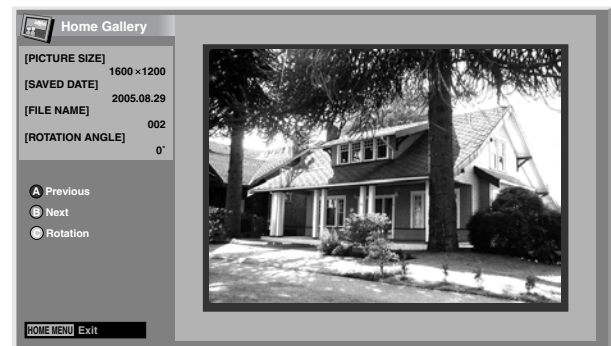 Home Gallery
[PICTURE SIZE]
1600×1200
[SAVED DATE]
2005.08.29
[FILE NAME]
002
[ROTATION ANGLE]
0°
A Previous
B Next
C Rotation
HOME MENU Exit